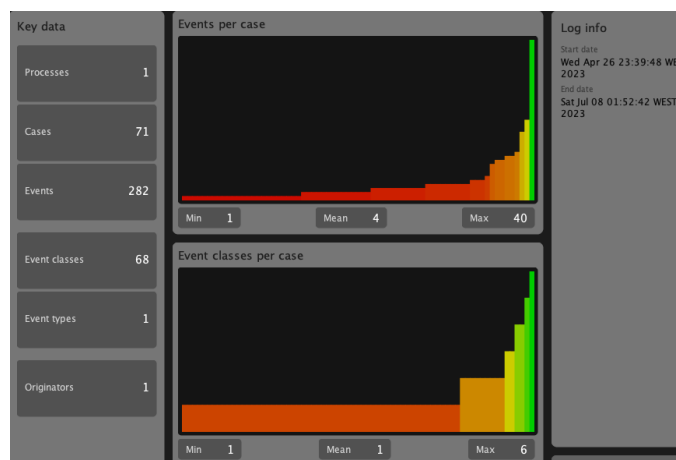 Key data
Processes 1
Cases 71
Events 282
Event classes 68
Event types 1
Originators 1
Events per case
Min 1 Mean 4 Max 40
Event classes per case
Min 1 Mean 1 Max 6
Log info
Start date
Wed Apr 26 23:39:48
2023
End date
Sat Jul 08 01:52:42 WEST
2023